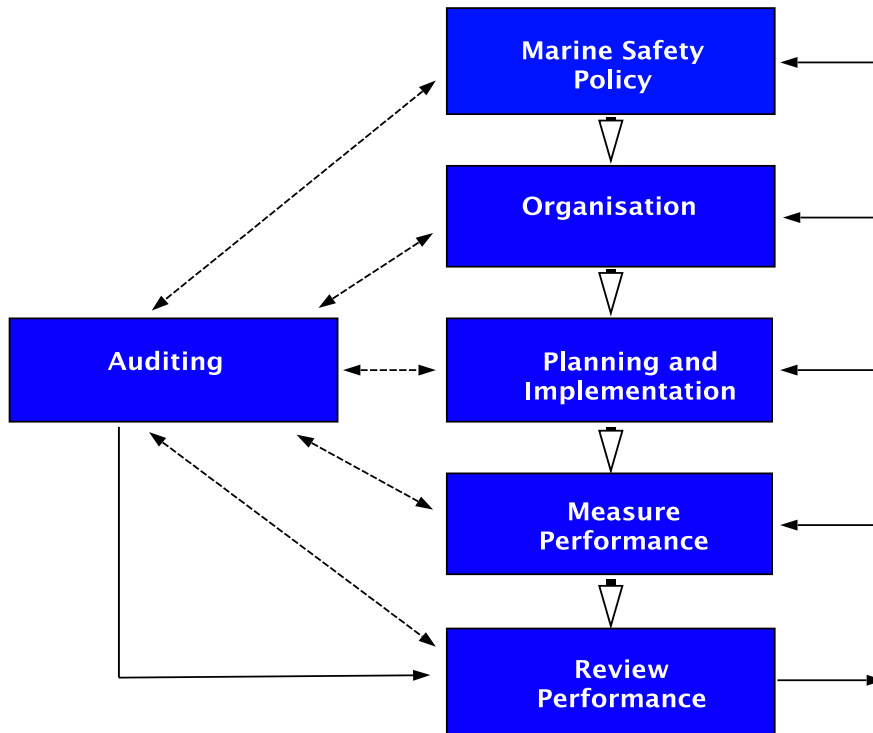 Marine Safety
Policy
Organisation
Auditing
Planning and
Implementation
Measure
Performance
Review
Performance